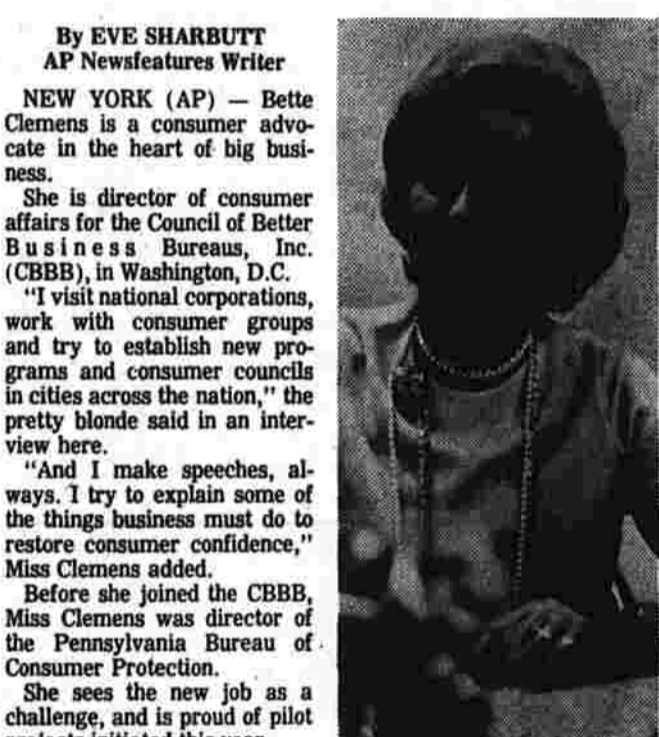 By EVE SHARBUTT
AP Newsfeatures Writer
NEW YORK (AP) — Bette
Clemens is a consumer advo-
cate in the heart of big busi-
ness.
She is director of consumer
affairs for the Council of Better
Business Bureaus, Inc.
(CBBB), in Washington, D.C.
"I visit national corporations,
work with consumer groups
and try to establish new pro-
grams and consumer councils
in cities across the nation," the
pretty blonde said in an inter-
view here.
"And I make speeches, al-
ways. I try to explain some of
the things business must do to
restore consumer confidence,"
Miss Clemens added.
Before she joined the CBBB,
Miss Clemens was director of
the Pennsylvania Bureau of
Consumer Protection.
She sees the new job as a
challenge, and is proud of pilot